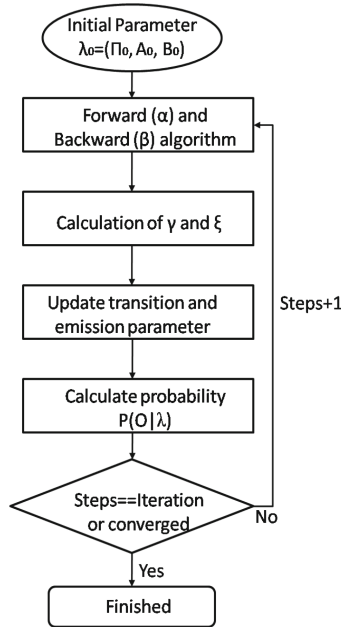 Initial Parameter
λ₀=(Π₀, A₀, B₀)
Forward (α) and
Backward (β) algorithm
Calculation of γ and ξ
Update transition and
emission parameter
Steps+1
Calculate probability
P(O|λ)
Steps==Iteration
or converged
No
Yes
Finished